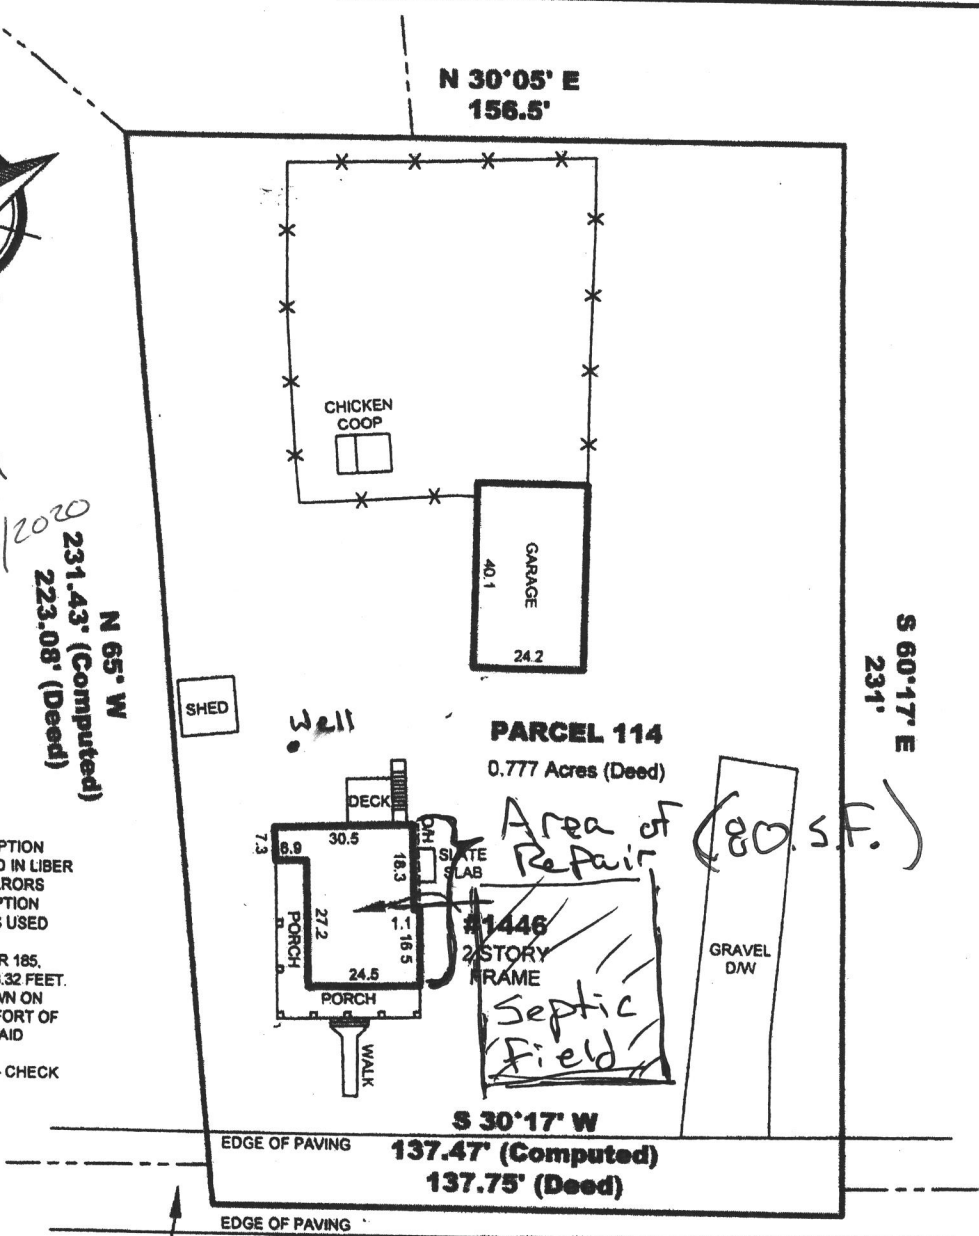 N 30°05' E
156.5'
CHICKEN
COOP
/2020
GARAGE
40.1
24.2
N 65° W
231.43' (Computed)
223.08' (Deed)
S 60°17' E
231'
SHED
Well
PARCEL 114
0.777 Acres (Deed)
DECK
Area of (80. S.F.)
Repair
O/H
SLATE
SLAB
7.3
6.9
30.5
18.3
1.1
16.5
27.2
24.5
PORCH
PORCH
WALK
#1446
2 STORY
FRAME
Septic
Field
GRAVEL
D/W
PTION
D IN LIBER
RORS
PTION
S USED
R 185,
.32 FEET.
WN ON
FORT OF
AID
- CHECK
S 30°17' W
EDGE OF PAVING
137.47' (Computed)
137.75' (Deed)
EDGE OF PAVING